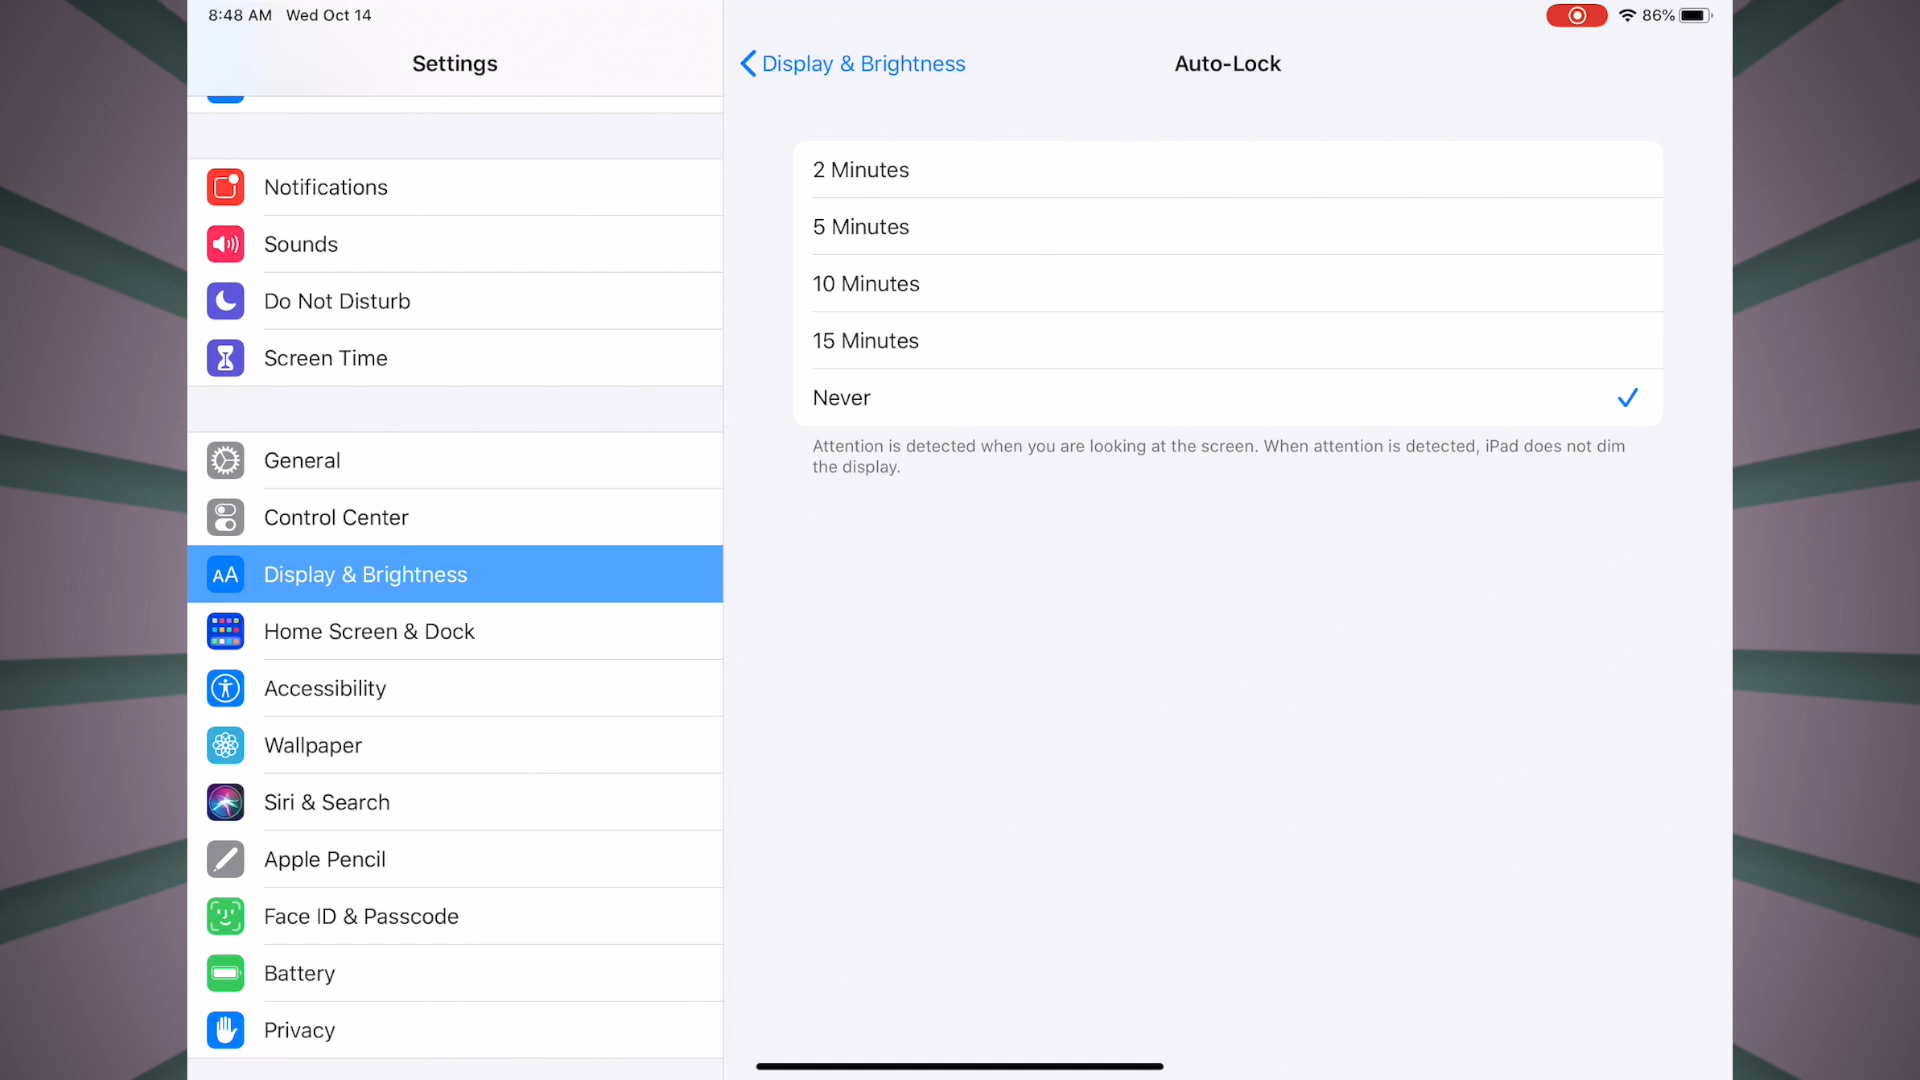 8:48 AM Wed Oct 14
86%
Settings
Notifications
Sounds
Do Not Disturb
Screen Time
General
Control Center
AA Display & Brightness
Home Screen & Dock
Accessibility
Wallpaper
Siri & Search
Apple Pencil
Face ID & Passcode
Battery
Privacy
Display & Brightness
Auto-Lock
2 Minutes
5 Minutes
10 Minutes
15 Minutes
Never
Attention is detected when you are looking at the screen. When attention is detected, iPad does not dim
the display.